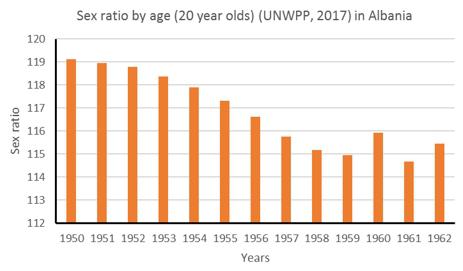 Sex ratio by age (20 year olds) (UNWPP, 2017) in Albania
120
119
118
117
116
115
114
113
112
Sex ratio
1950 1951 1952 1953 1954 1955 1956 1957 1958 1959 1960 1961 1962
Years